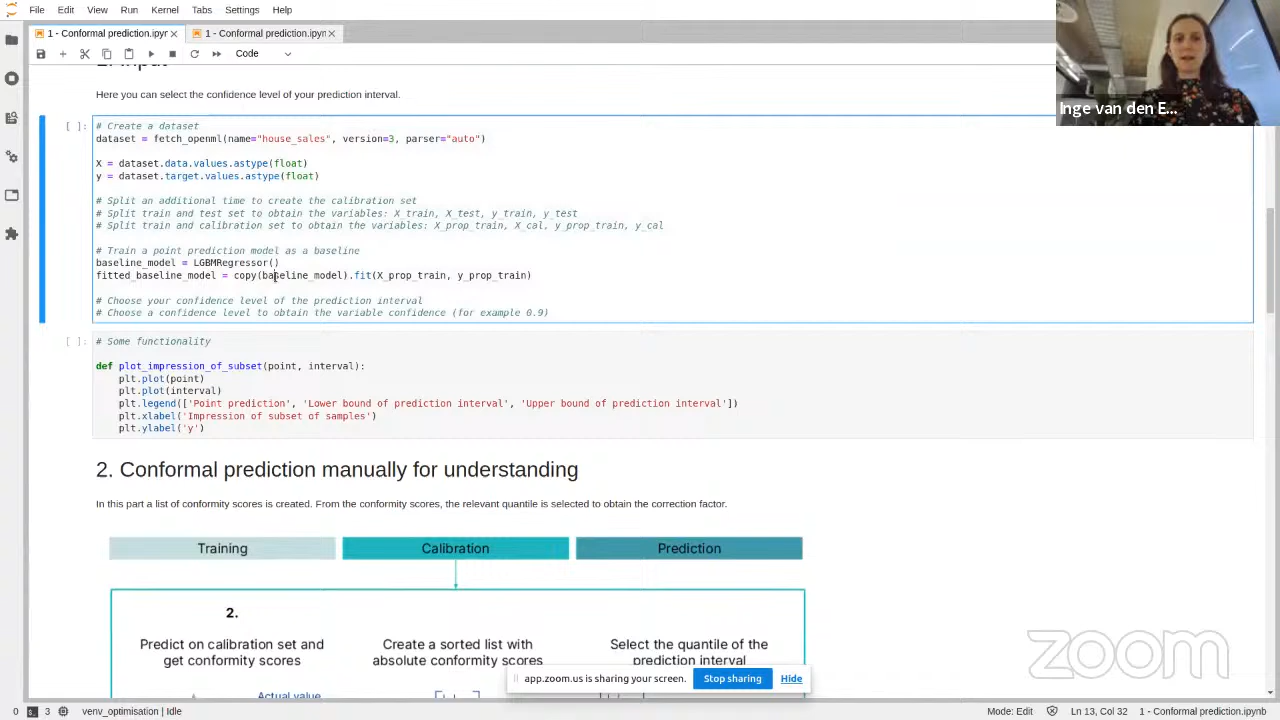 File Edit View Run Kernel Tabs Settings Help
1 - Conformal prediction.ipyn
1 - Conformal prediction.ipyn
Code
Inge van den E...
Here you can select the confidence level of your prediction interval.
[ ]:
# Create a dataset
dataset = fetch_openml(name="house_sales", version=3, parser="auto")
X = dataset.data.values.astype(float)
y = dataset.target.values.astype(float)
# Split an additional time to create the calibration set
# Split train and test set to obtain the variables: X_train, X_test, y_train, y_test
# Split train and calibration set to obtain the variables: X_prop_train, X_cal, y_prop_train, y_cal
# Train a point prediction model as a baseline
baseline_model = LGBMRegressor()
fitted_baseline_model = copy(baseline_model).fit(X_prop_train, y_prop_train)
# Choose your confidence level of the prediction interval
# Choose a confidence level to obtain the variable confidence (for example 0.9)
[ ]:
# Some functionality
def plot_impression_of_subset(point, interval):
plt.plot(point)
plt.plot(interval)
plt.legend(['Point prediction', 'Lower bound of prediction interval', 'Upper bound of prediction interval'])
plt.xlabel('Impression of subset of samples')
plt.ylabel('y')
2. Conformal prediction manually for understanding
In this part a list of conformity scores is created. From the conformity scores, the relevant quantile is selected to obtain the correction factor.
Training Calibration Prediction
2.
Predict on calibration set and
get conformity scores
Create a sorted list with
absolute conformity scores
Select the quantile of the
prediction interval
Actual value
app.zoom.us is sharing your screen. Stop sharing Hide
zoom
0 3 venv_optimisation | Idle Mode: Edit Ln 13, Col 32 1 - Conformal prediction.ipynb